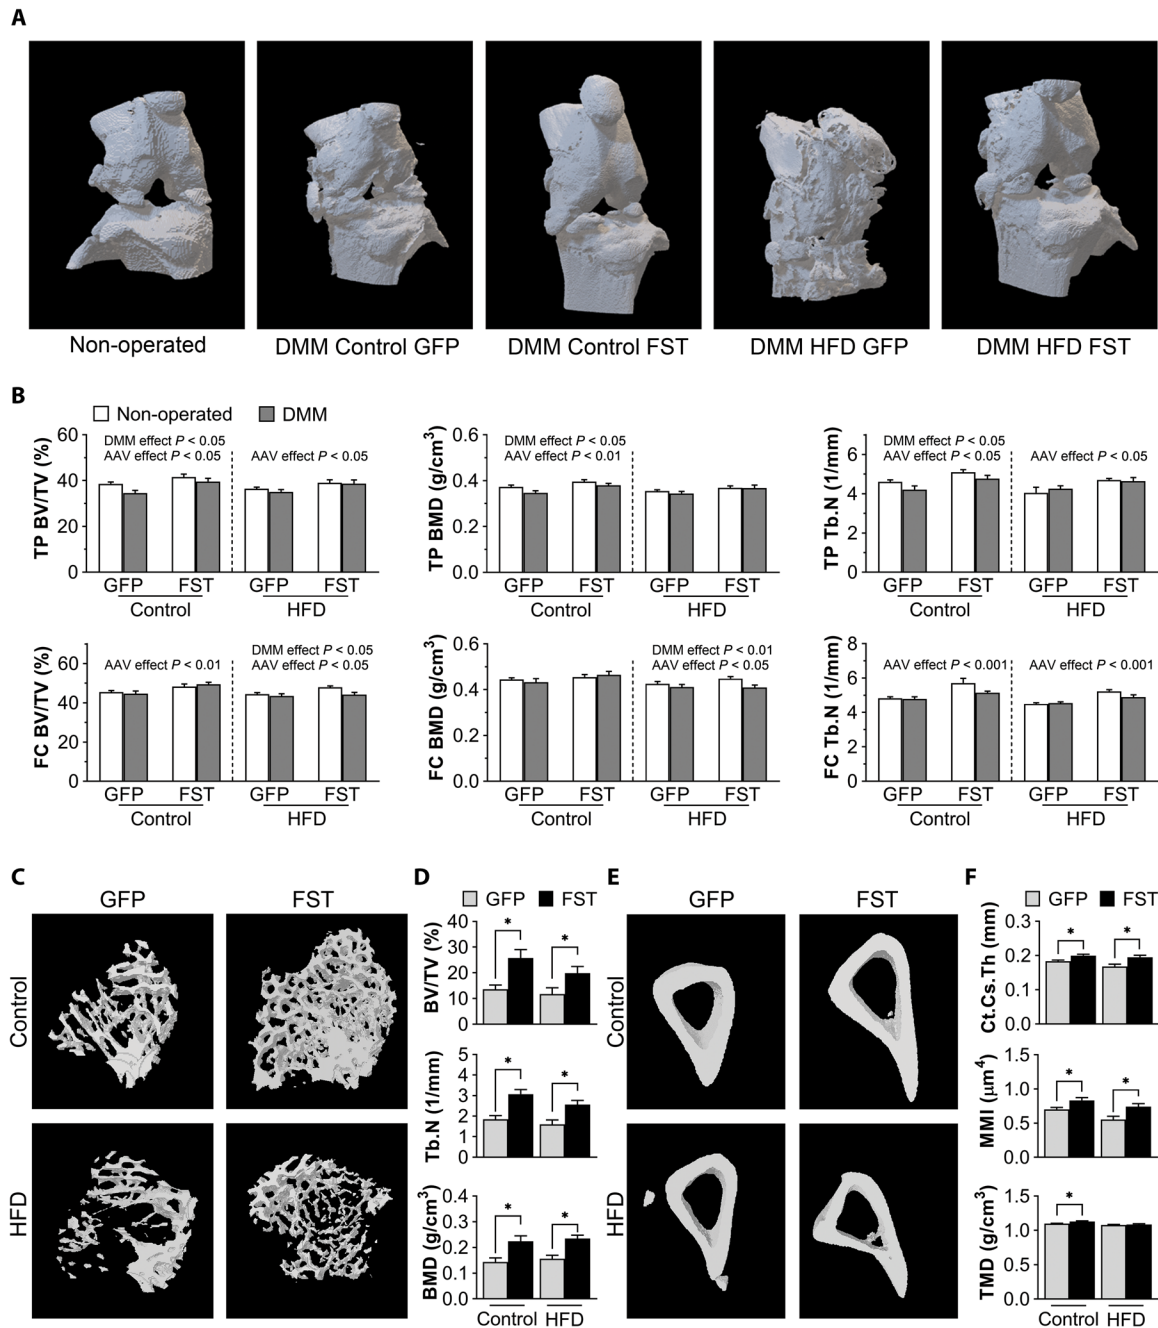 A
Non-operated
DMM Control GFP
DMM Control FST
DMM HFD GFP
DMM HFD FST
B
Non-operated
DMM
TP BV/TV (%)
60
40
20
0
DMM effect P < 0.05
AAV effect P < 0.05
AAV effect P < 0.05
GFP
FST
GFP
FST
Control
HFD
TP BMD (g/cm³)
0.6
0.4
0.2
0.0
DMM effect P < 0.05
AAV effect P < 0.01
GFP
FST
GFP
FST
Control
HFD
TP Tb.N (1/mm)
6
4
2
0
DMM effect P < 0.05
AAV effect P < 0.05
AAV effect P < 0.05
GFP
FST
GFP
FST
Control
HFD
FC BV/TV (%)
60
40
20
0
AAV effect P < 0.01
DMM effect P < 0.05
AAV effect P < 0.05
GFP
FST
GFP
FST
Control
HFD
FC BMD (g/cm³)
0.6
0.4
0.2
0.0
DMM effect P < 0.01
AAV effect P < 0.05
GFP
FST
GFP
FST
Control
HFD
FC Tb.N (1/mm)
8
6
4
2
0
AAV effect P < 0.001
AAV effect P < 0.001
GFP
FST
GFP
FST
Control
HFD
C
GFP
FST
Control
HFD
D
GFP
FST
BV/TV (%)
40
30
20
10
0
*
*
Tb.N (1/mm)
5
4
3
2
1
0
*
*
BMD (g/cm³)
0.4
0.3
0.2
0.1
0.0
*
*
Control
HFD
E
GFP
FST
Control
HFD
F
GFP
FST
Ct.Cs.Th (mm)
0.3
0.2
0.1
0.0
*
*
MMI (μm⁴)
1.5
1.0
0.5
0.0
*
*
TMD (g/cm³)
1.5
1.0
0.5
0.0
*
Control
HFD